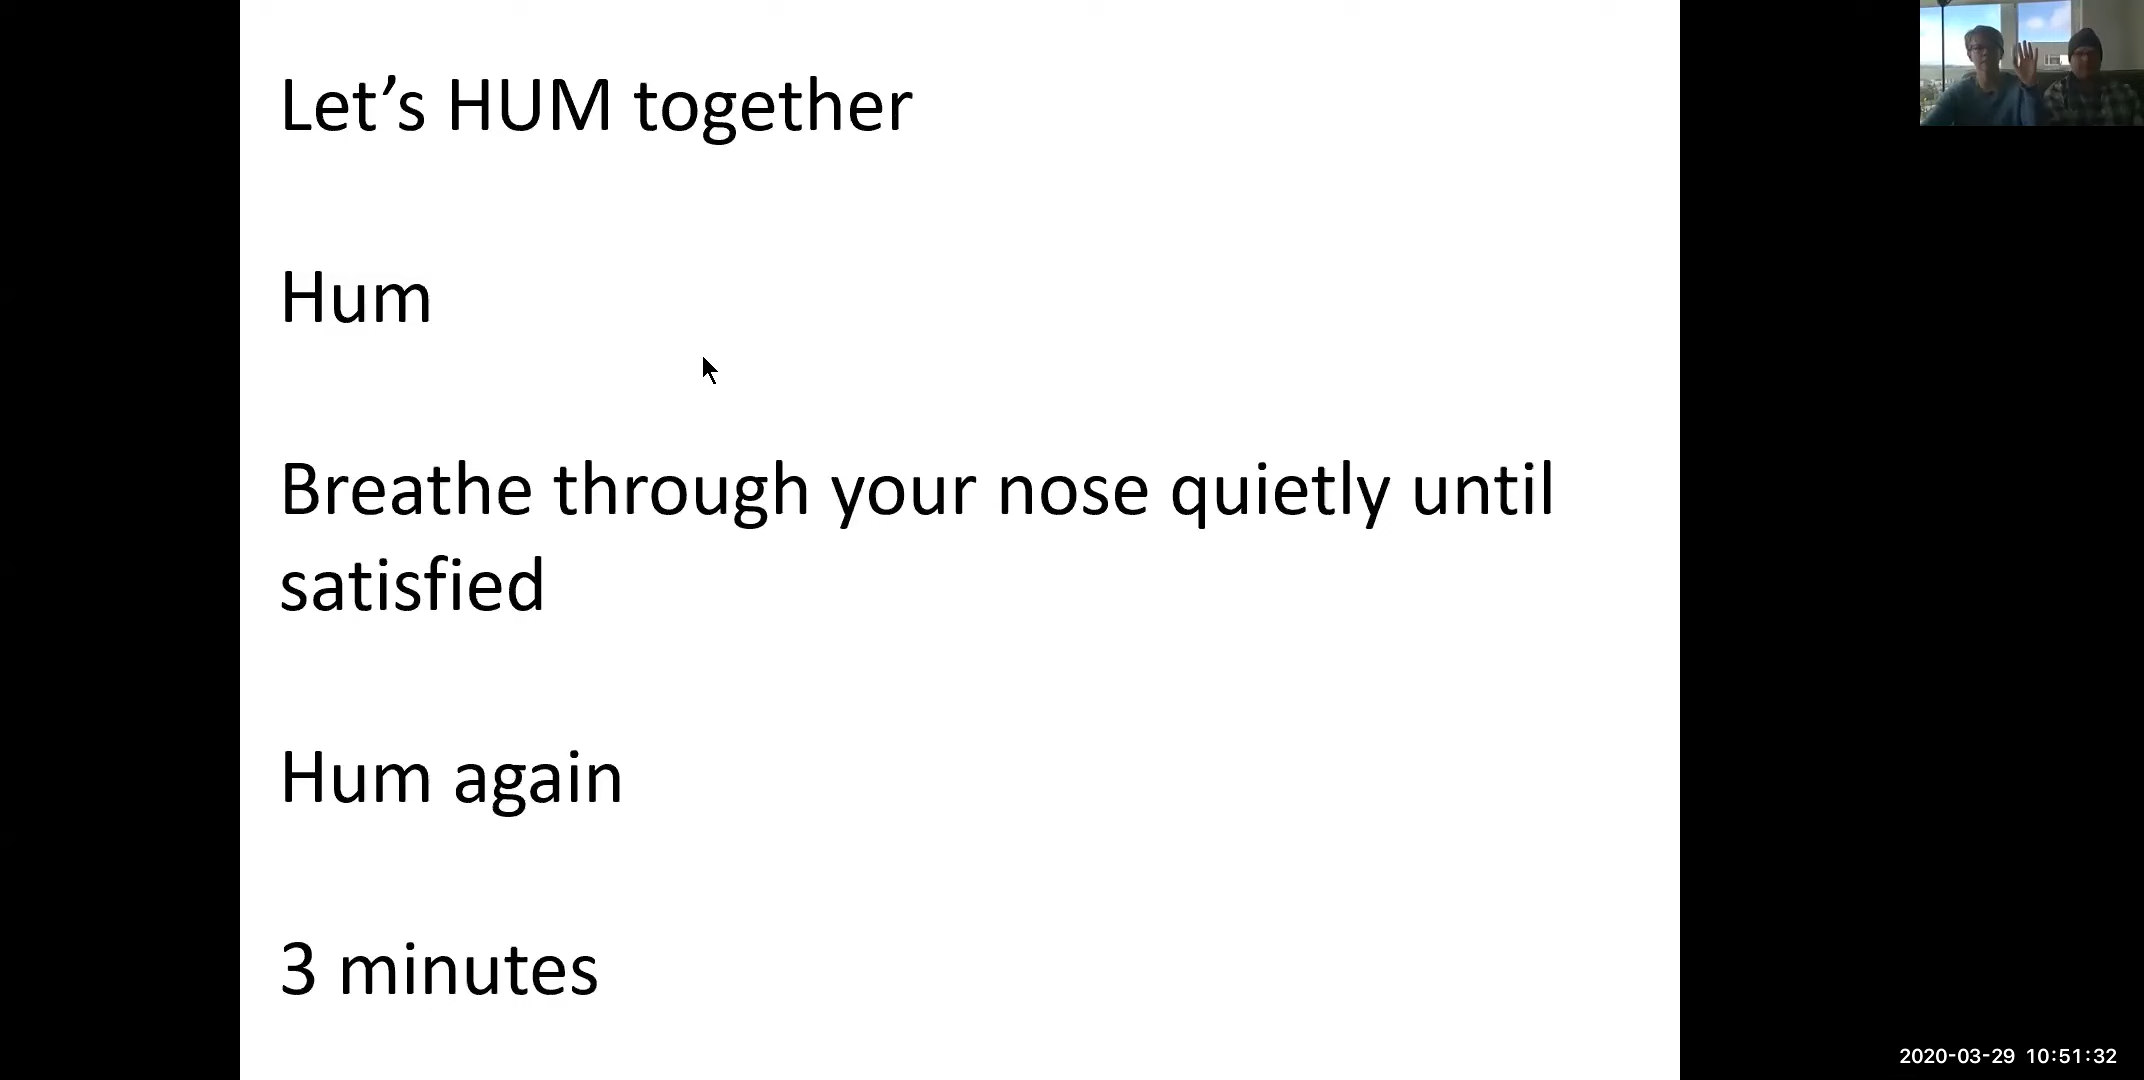 Let’s HUM together
Hum
Breathe through your nose quietly until
satisfied
Hum again
3 minutes
2020-03-29 10:51:32